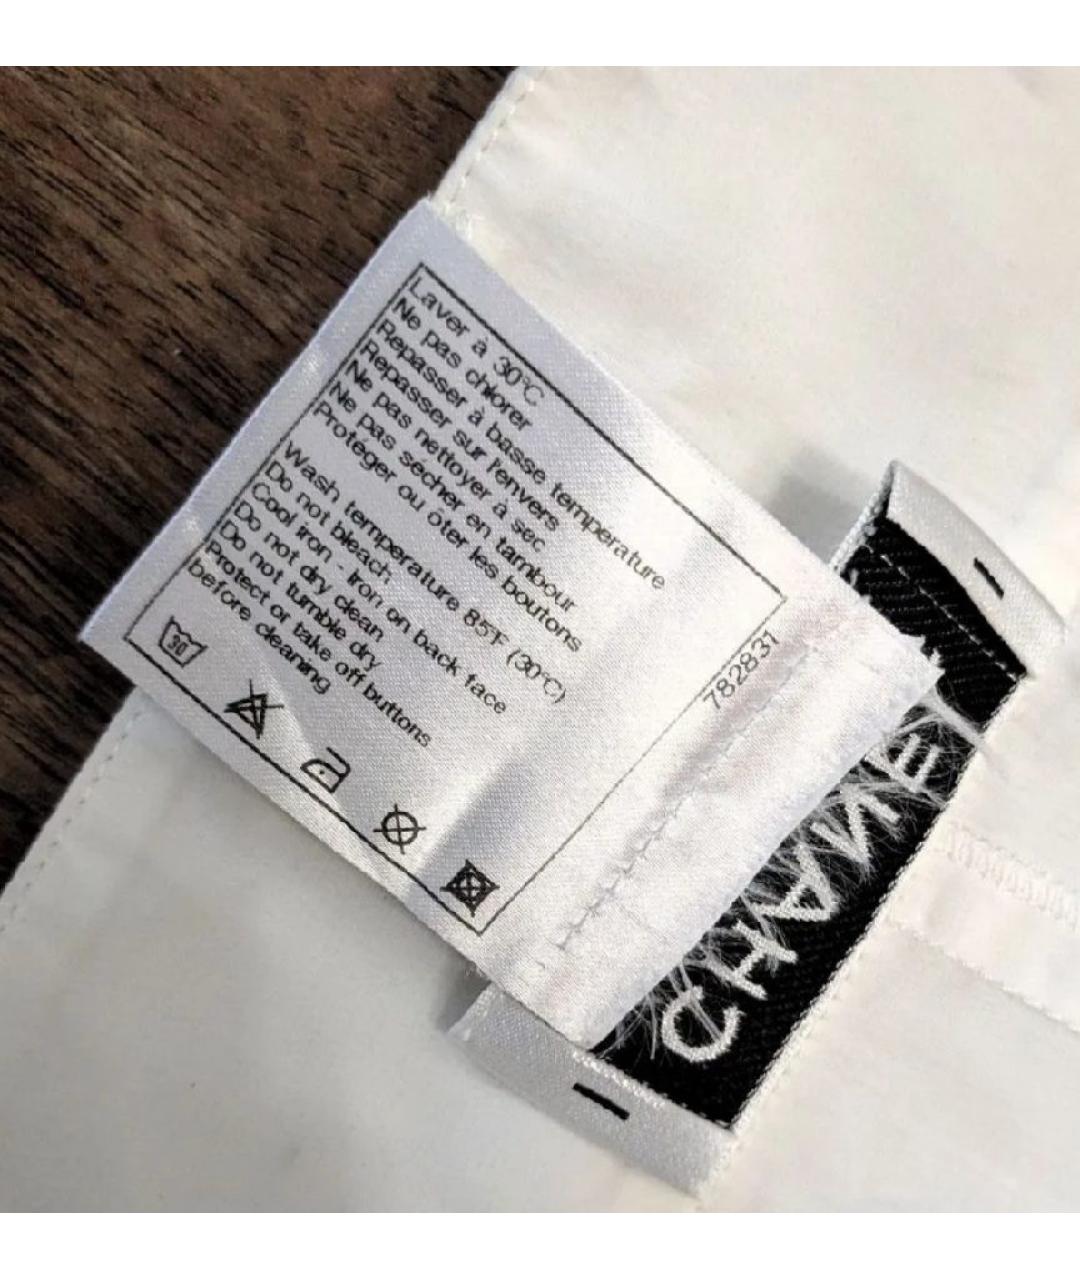 Laver à 30°C
Ne pas chlorer
Repasser à basse temperature
Repasser sur l'envers
Ne pas nettoyer à sec
Ne pas sécher en tambour
Protéger ou ôter les boutons
Wash temperature 85°F (30°C)
Do not bleach
Cool iron - Iron on back face
Do not dry clean
Do not tumble dry
Protect or take off buttons
before cleaning
30
782831
CHANEL